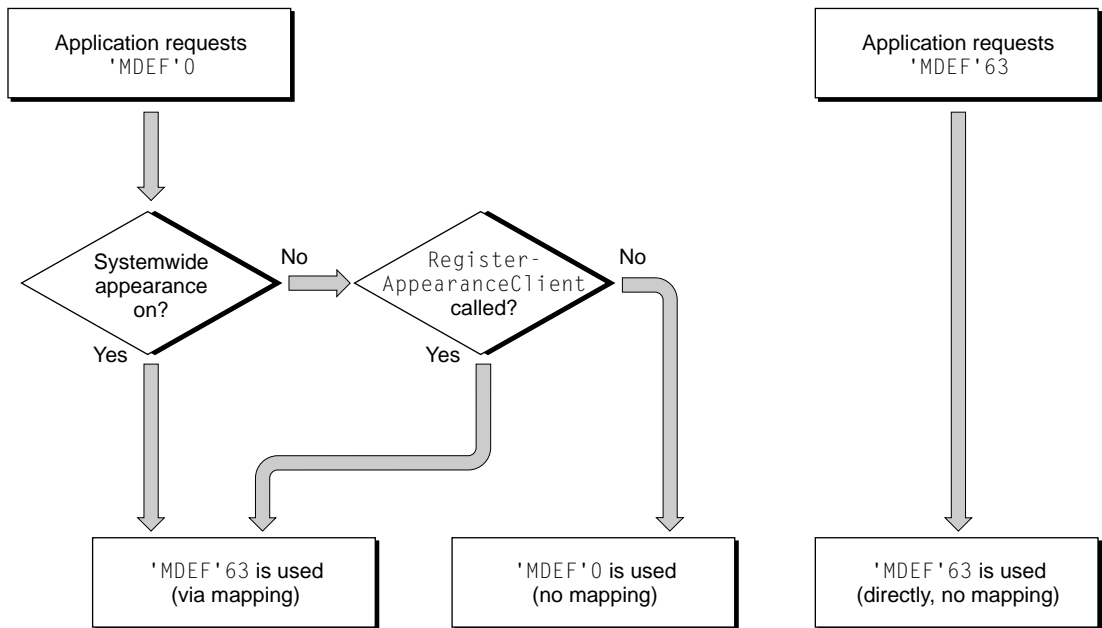 Application requests
'MDEF'0
Application requests
'MDEF'63
Systemwide
appearance
on?
No
Register-
AppearanceClient
called?
No
Yes
Yes
'MDEF'63 is used
(via mapping)
'MDEF'0 is used
(no mapping)
'MDEF'63 is used
(directly, no mapping)